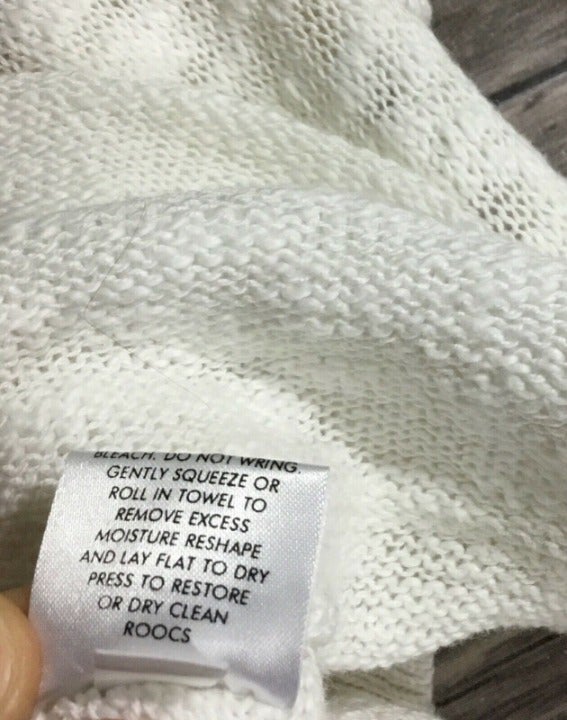 BLEACH. DO NOT WRING.
GENTLY SQUEEZE OR
ROLL IN TOWEL TO
REMOVE EXCESS
MOISTURE RESHAPE
AND LAY FLAT TO DRY
PRESS TO RESTORE
OR DRY CLEAN
ROOCS